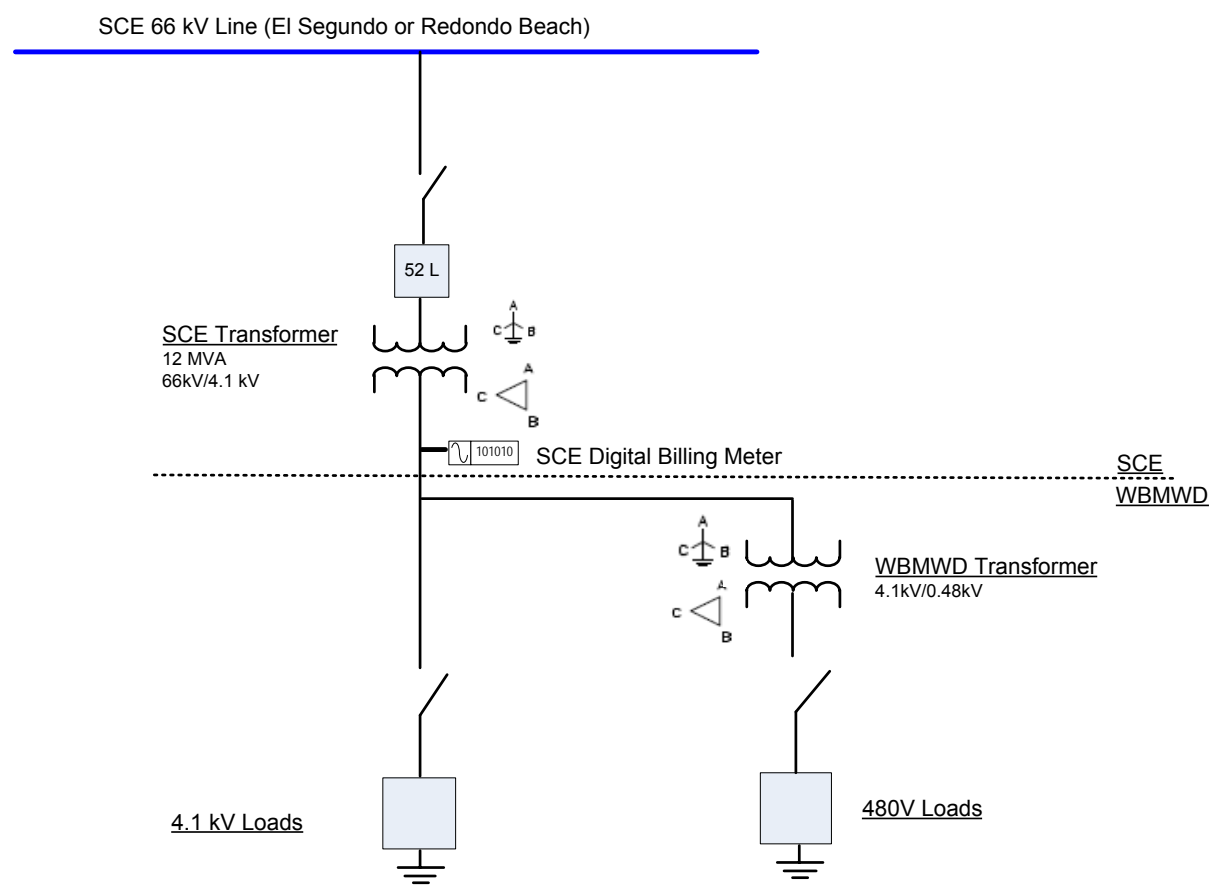 SCE 66 kV Line (El Segundo or Redondo Beach)
52 L
SCE Transformer
12 MVA
66kV/4.1 kV
A
C B
A
C
B
101010
SCE Digital Billing Meter
SCE
WBMWD
A
C B
A
C
B
WBMWD Transformer
4.1kV/0.48kV
4.1 kV Loads
480V Loads